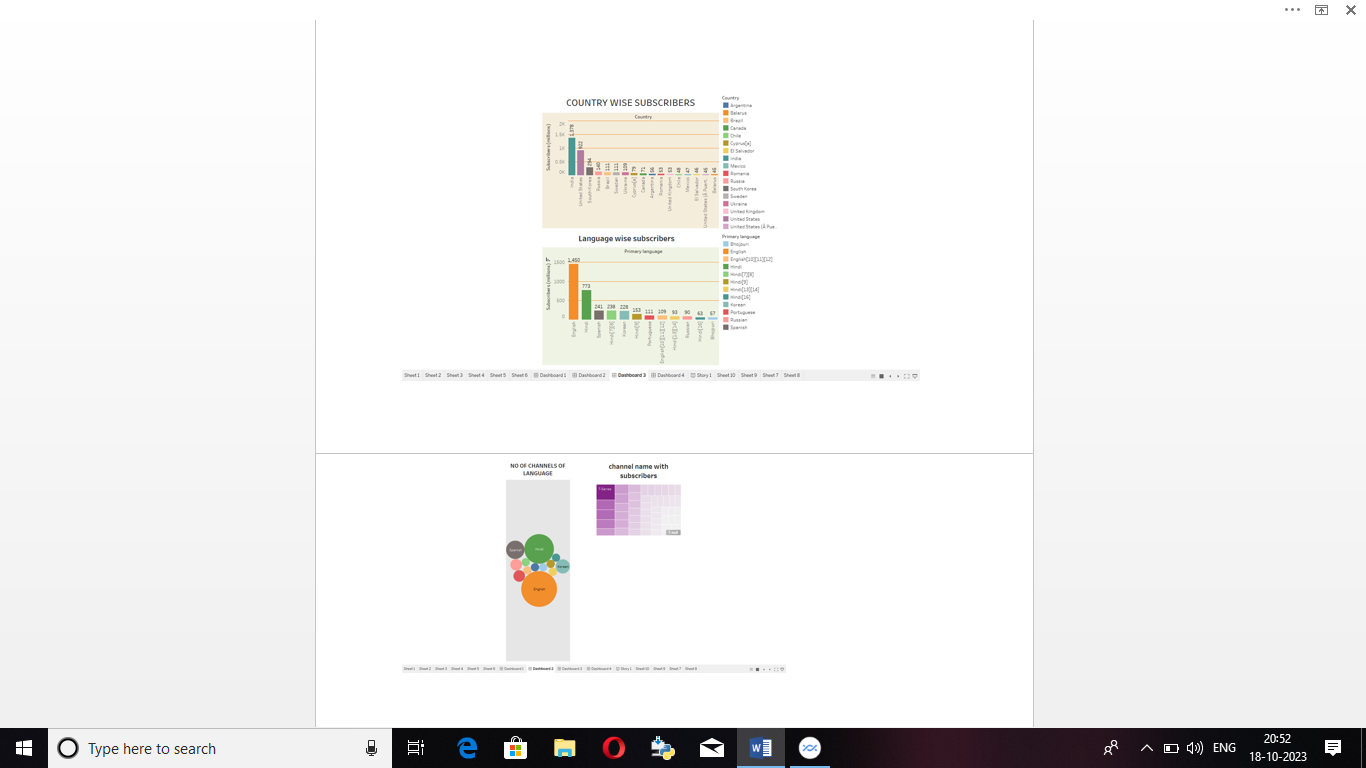 COUNTRY WISE SUBSCRIBERS
Country
Subscribers (millions)
2K
1.5K
1K
0.5K
0K
1,379
922
294
140
111
111
109
79
71
56
53
53
48
47
46
45
45
India
United States
South Korea
Russia
Brazil
Sweden
Ukraine
Cyprus[e]
Canada
Argentina
Romania
United Kingdom
Chile
Mexico
El Salvador
Belarus
Country
Argentina
Belarus
Brazil
Canada
Chile
Cyprus[e]
El Salvador
India
Mexico
Romania
Russia
South Korea
Sweden
Ukraine
United Kingdom
United States
United States (Â Pue..
Language wise subscribers
Primary language
Subscribers (millions)
1500
1000
500
0
1,450
773
241
236
228
153
111
109
93
90
63
57
English
Hindi
Spanish
Hindi[7][8]
Korean
Hindi[9]
Portuguese
English[10][11][12]
Hindi[13][14]
Russian
Hindi[16]
Bhojpuri
Primary language
Bhojpuri
English
English[10][11][12]
Hindi
Hindi[7][8]
Hindi[9]
Hindi[13][14]
Hindi[16]
Korean
Portuguese
Russian
Spanish
Sheet 1 Sheet 2 Sheet 3 Sheet 4 Sheet 5 Sheet 6 Dashboard 1 Dashboard 2 Dashboard 3 Dashboard 4 Story 1 Sheet 10 Sheet 9 Sheet 7 Sheet 8
NO OF CHANNELS OF
LANGUAGE
Spanish
Hindi
Korean
English
channel name with
subscribers
T-Series
Sheet 1 Sheet 2 Sheet 3 Sheet 4 Sheet 5 Sheet 6 Dashboard 1 Dashboard 2 Dashboard 3 Dashboard 4 Story 1 Sheet 10 Sheet 9 Sheet 7 Sheet 8
Type here to search
ENG
20:52
18-10-2023